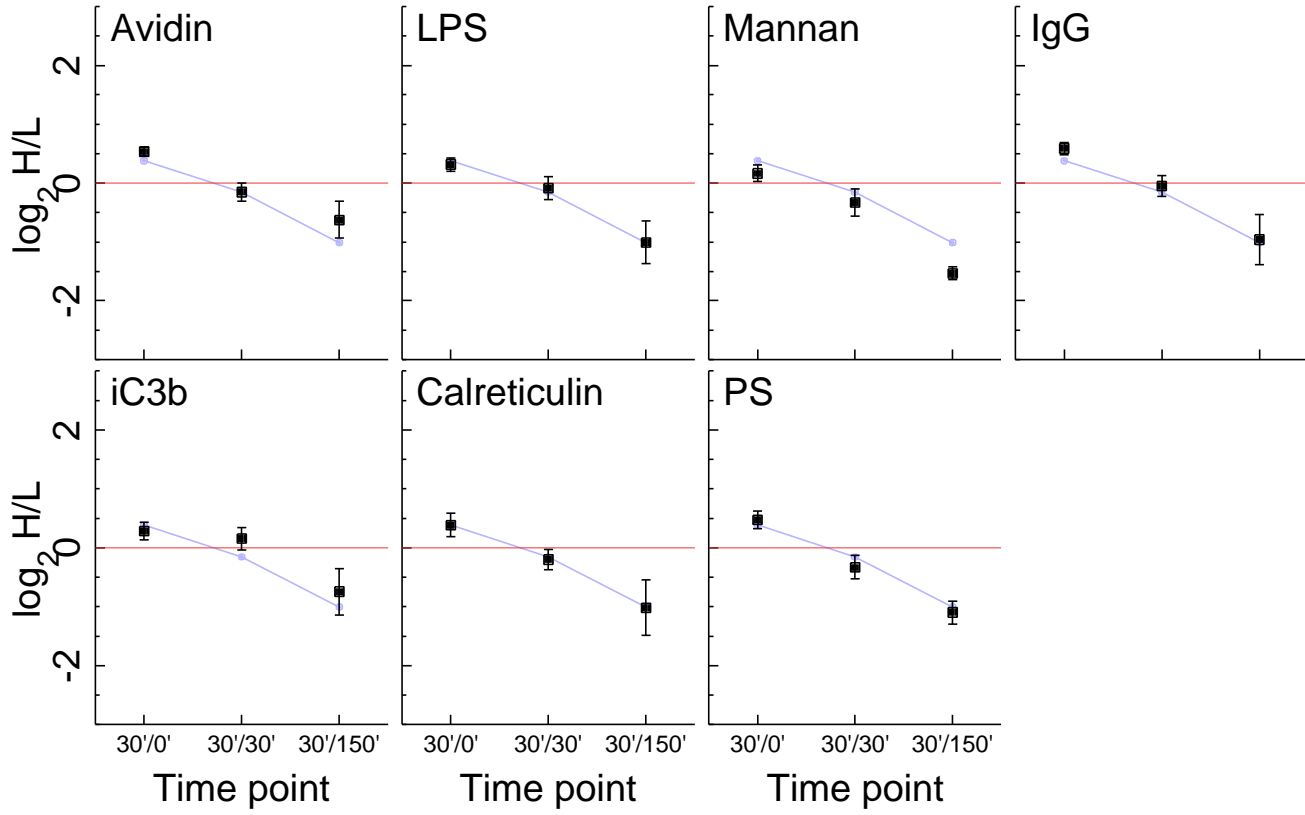 Avidin
LPS
Mannan
IgG
2
0
-2
log2 H/L
iC3b
Calreticulin
PS
2
0
-2
log2 H/L
30'/0' 30'/30' 30'/150'
30'/0' 30'/30' 30'/150'
30'/0' 30'/30' 30'/150'
Time point
Time point
Time point